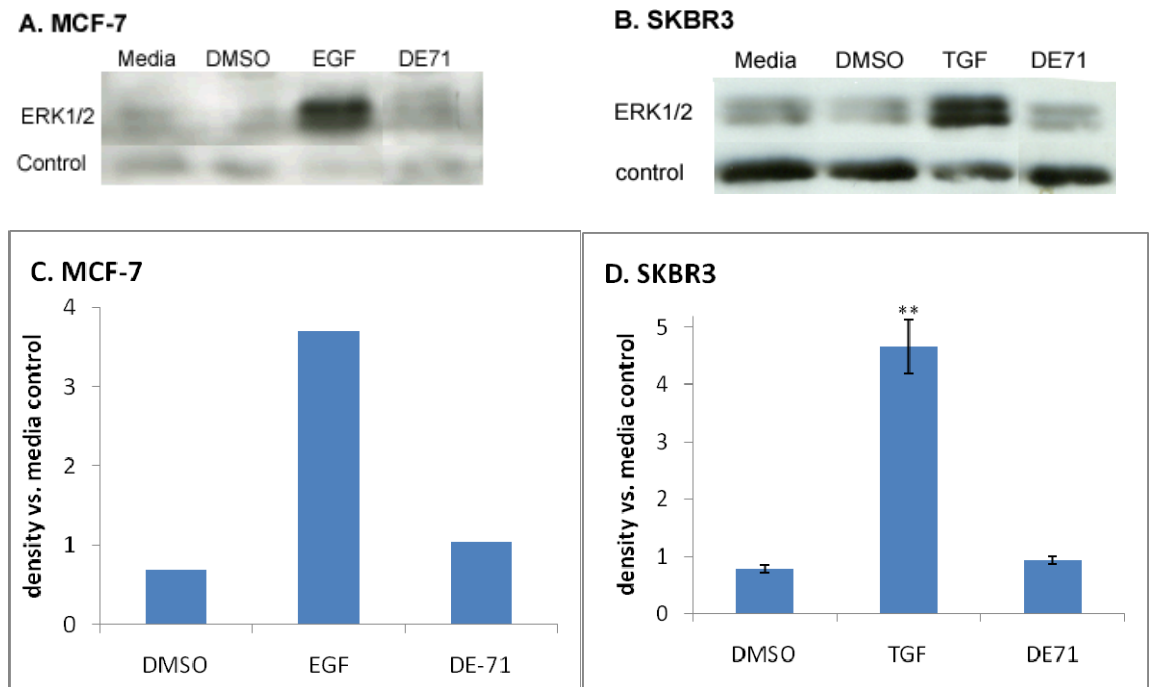 A. MCF-7
Media DMSO EGF DE71
ERK1/2
Control
B. SKBR3
Media DMSO TGF DE71
ERK1/2
control
C. MCF-7
density vs. media control
4
3
2
1
0
DMSO EGF DE-71
D. SKBR3
density vs. media control
5
4
3
2
1
0
**
DMSO TGF DE71